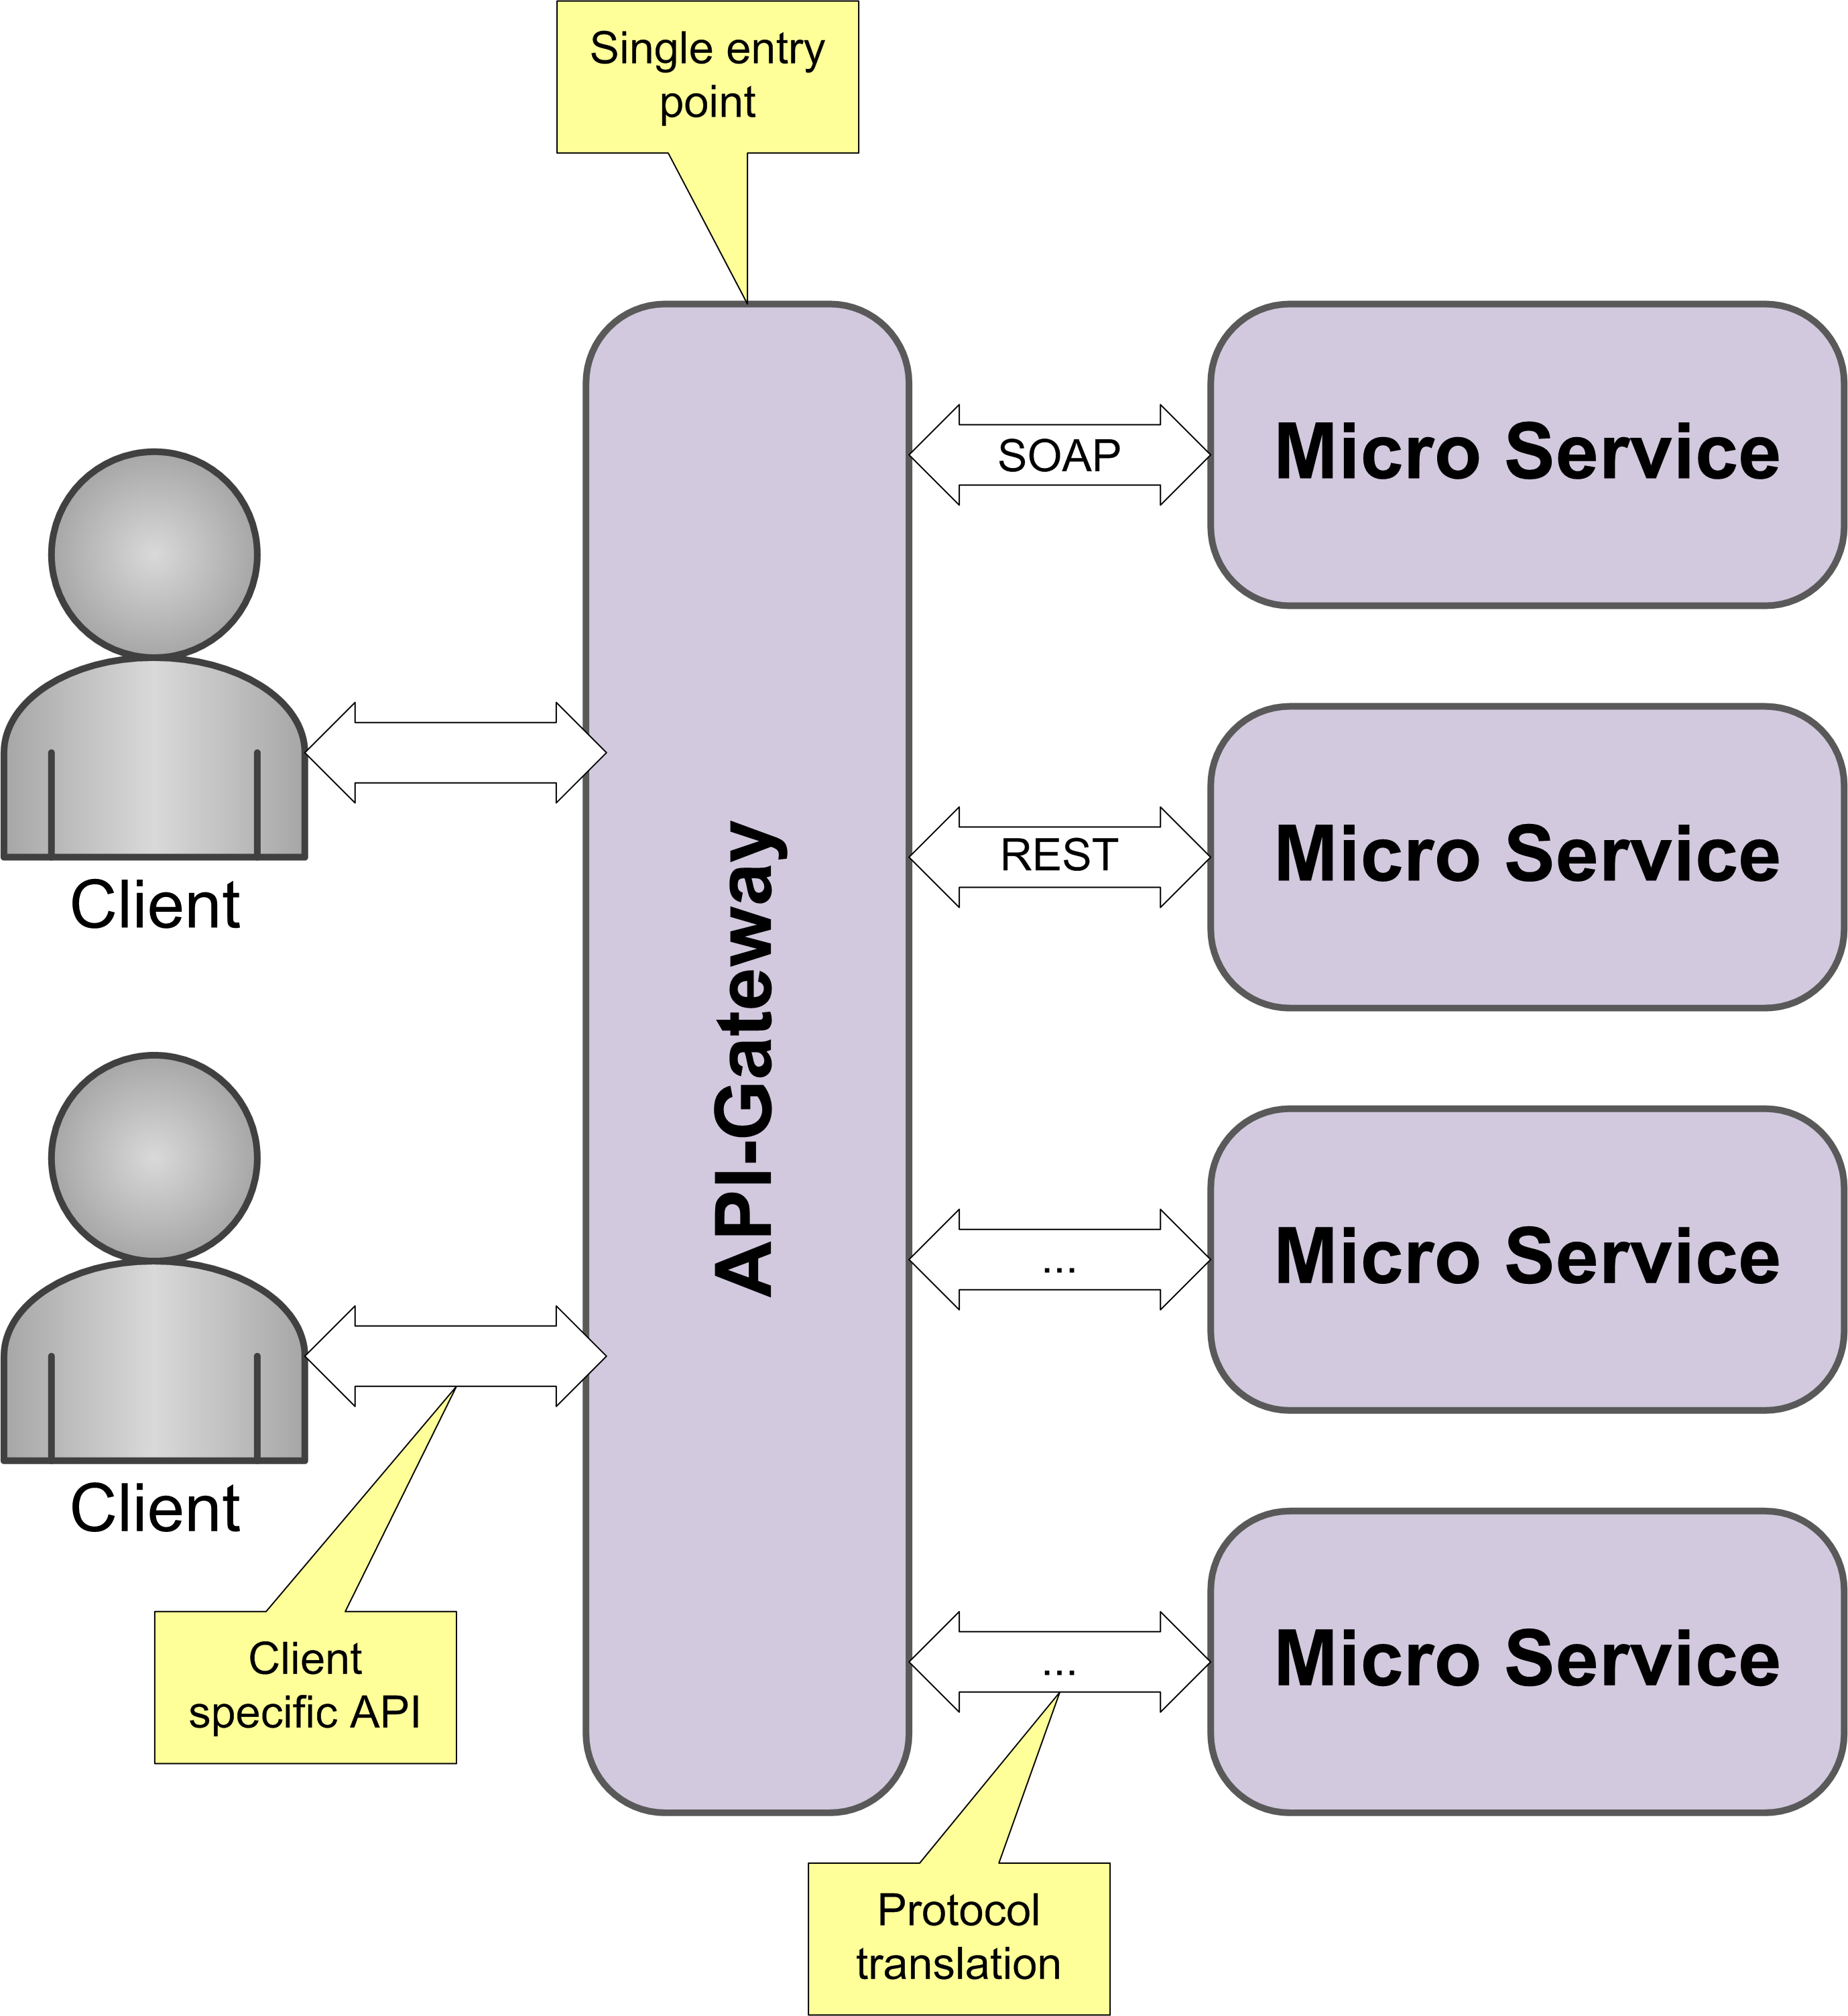 Single entry
point
SOAP
Micro Service
Client
API-Gateway
REST
Micro Service
...
Micro Service
Client
Client
specific API
...
Micro Service
Protocol
translation